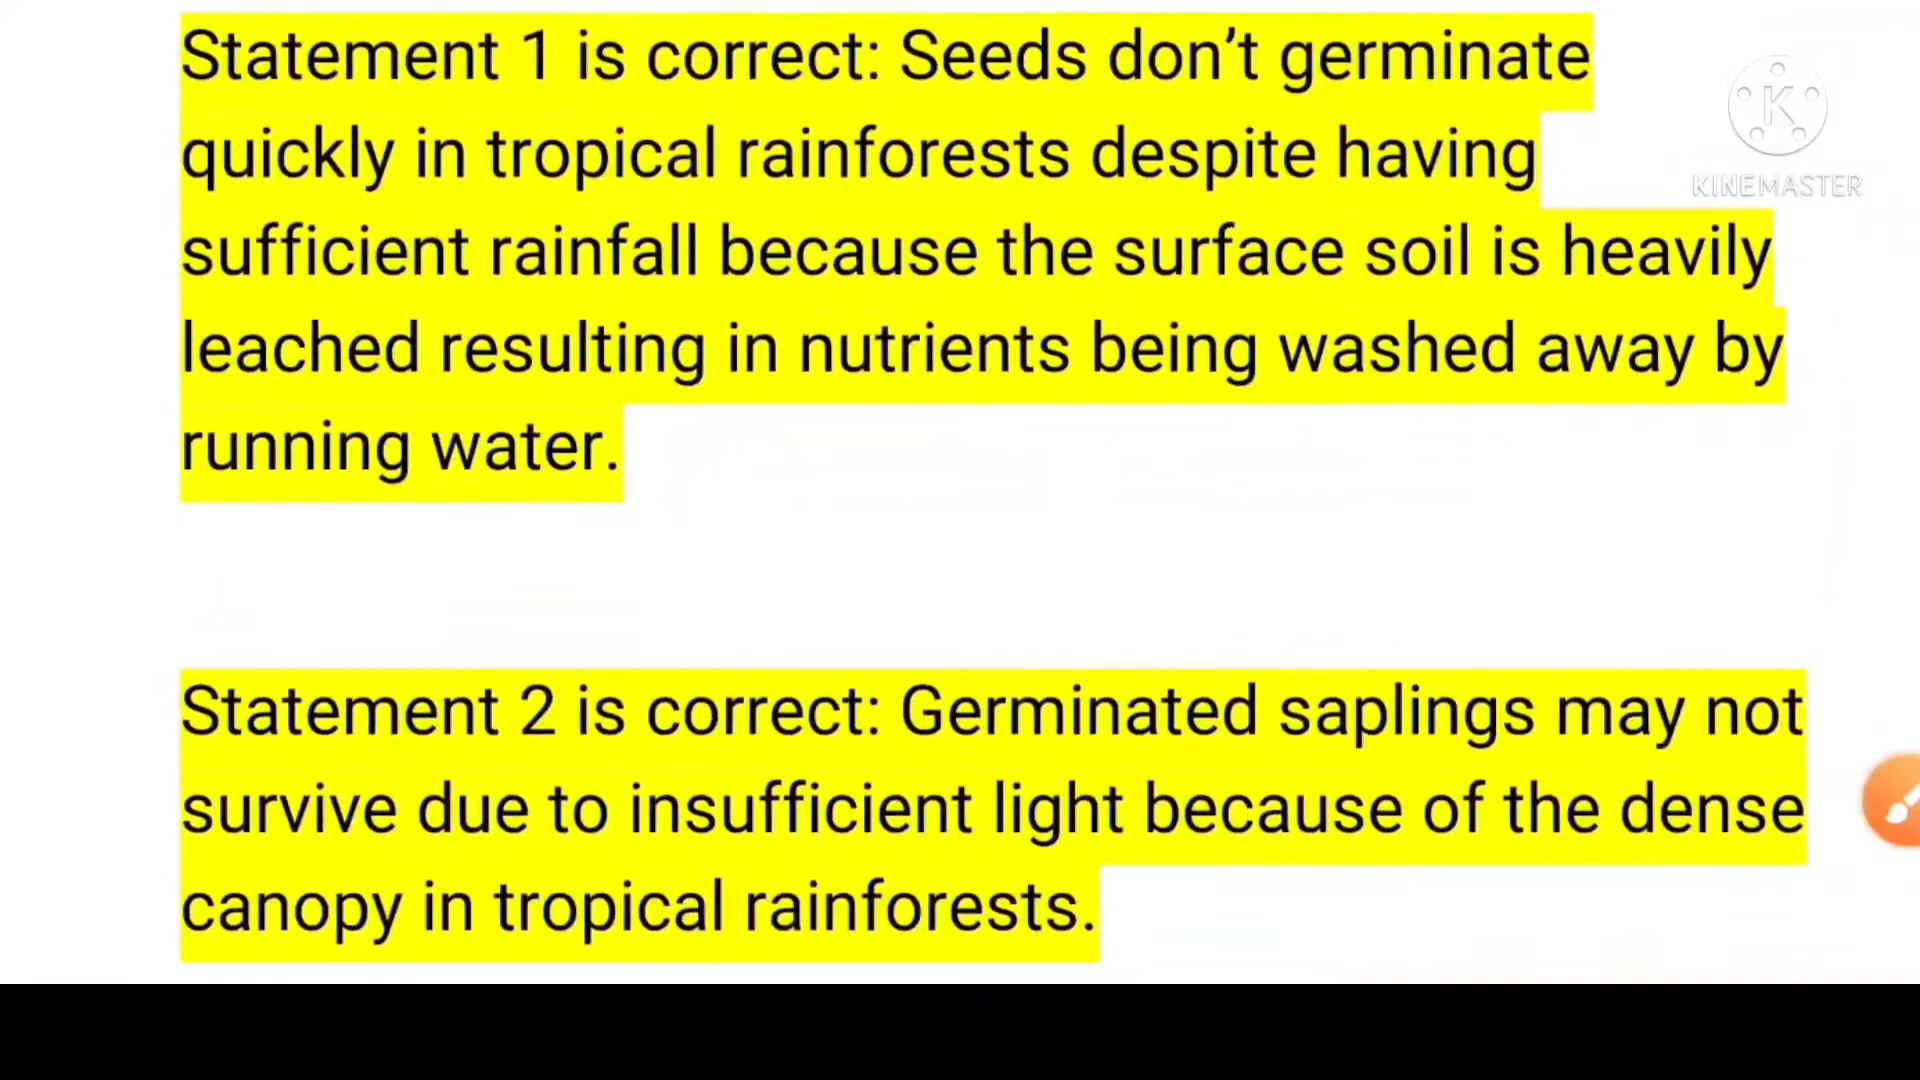 Statement 1 is correct: Seeds don’t germinate
quickly in tropical rainforests despite having
sufficient rainfall because the surface soil is heavily
leached resulting in nutrients being washed away by
running water.
K
KINEMASTER
Statement 2 is correct: Germinated saplings may not
survive due to insufficient light because of the dense
canopy in tropical rainforests.